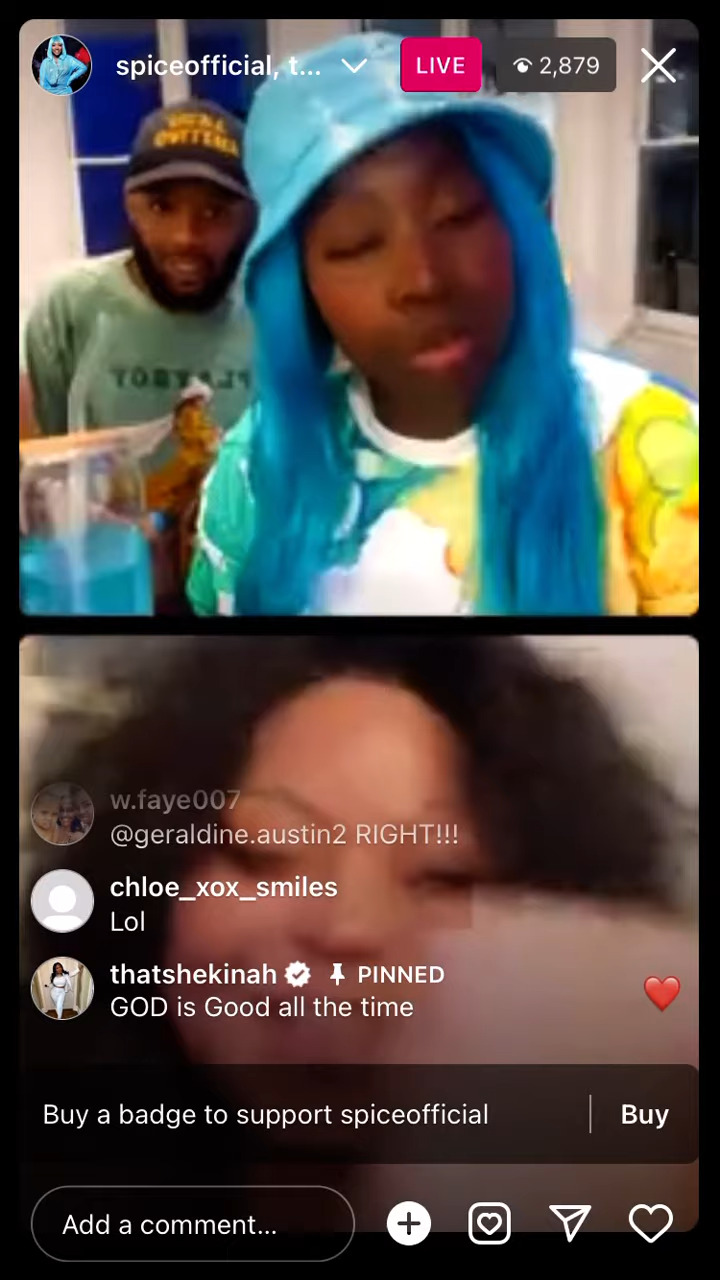 spiceofficial, t...
LIVE
2,879
PLAYBOY
w.faye007
@geraldine.austin2 RIGHT!!!
chloe_xox_smiles
Lol
thatshekinah PINNED
GOD is Good all the time
Buy a badge to support spiceofficial
Buy
Add a comment...